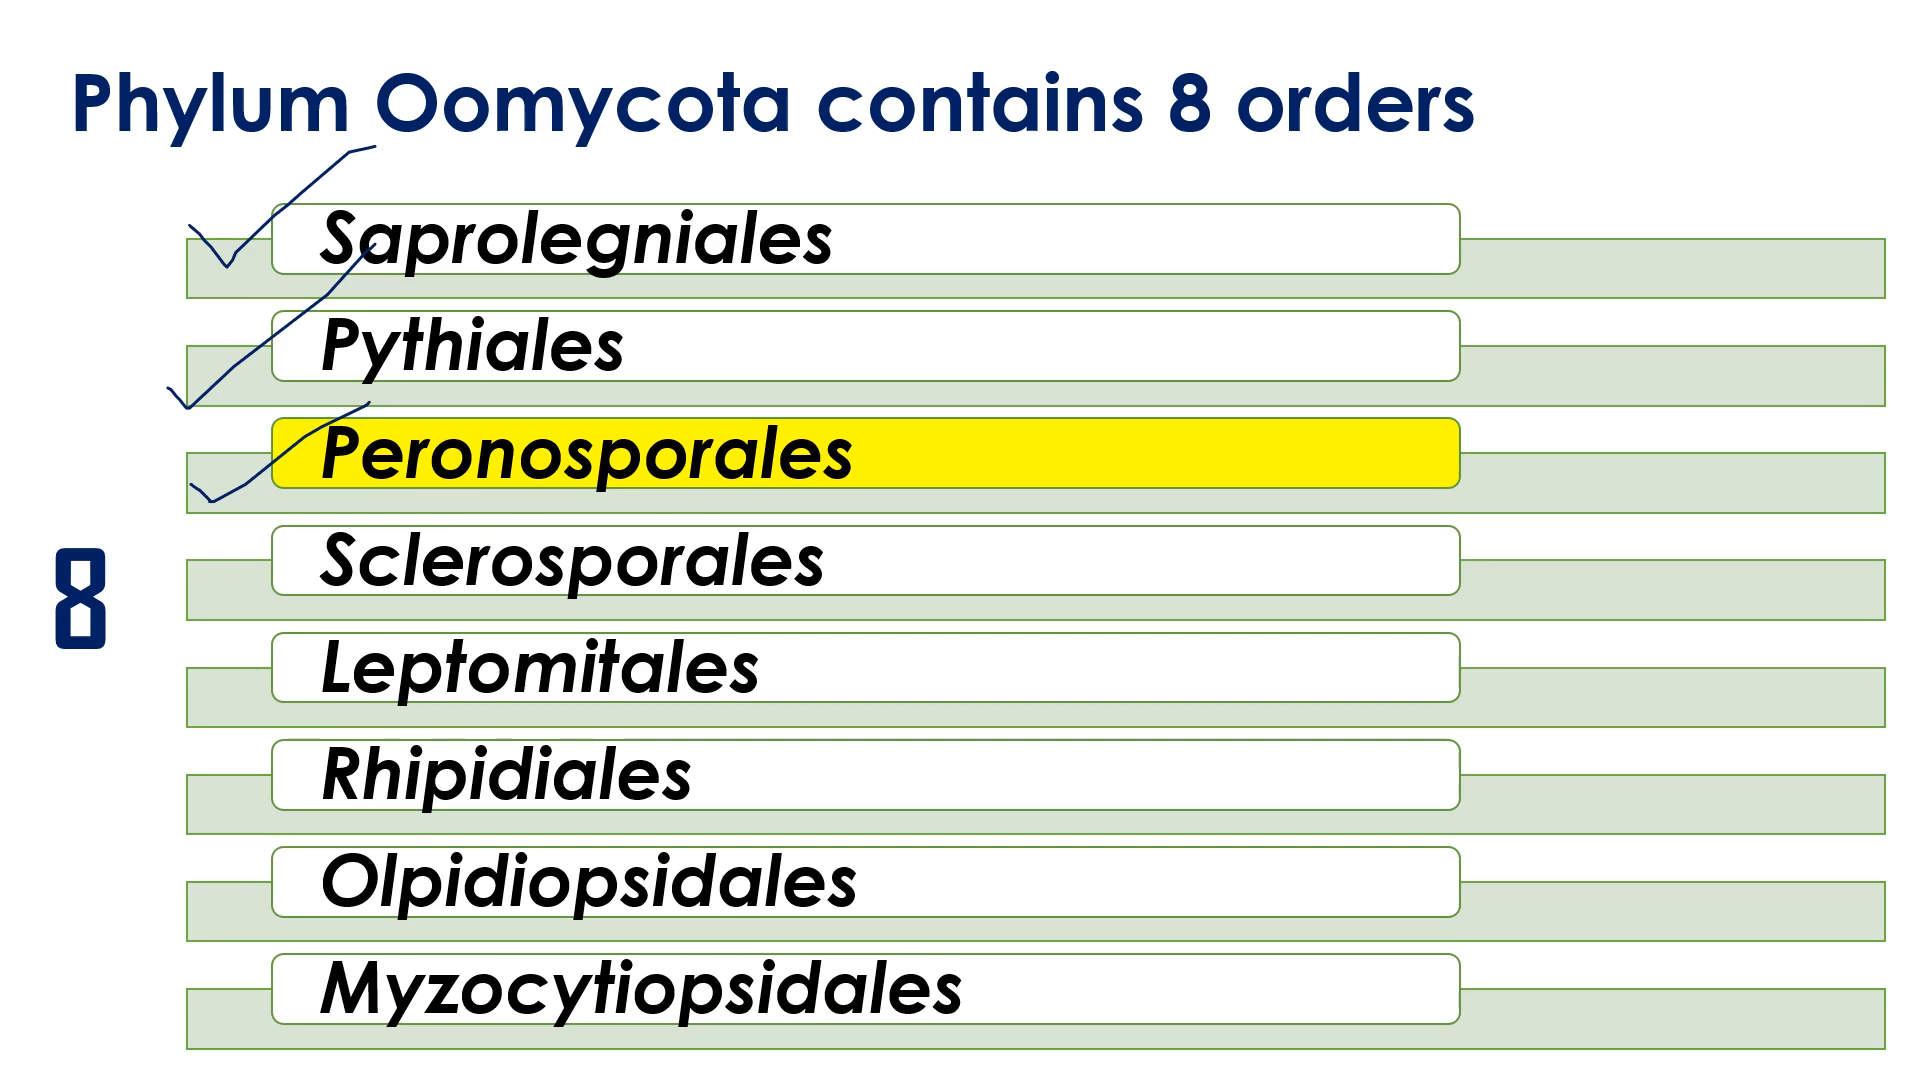 Phylum Oomycota contains 8 orders
Saprolegniales
Pythiales
Peronosporales
Sclerosporales
Leptomitales
Rhipidiales
Olpidiopsidales
Myzocytiopsidales
8